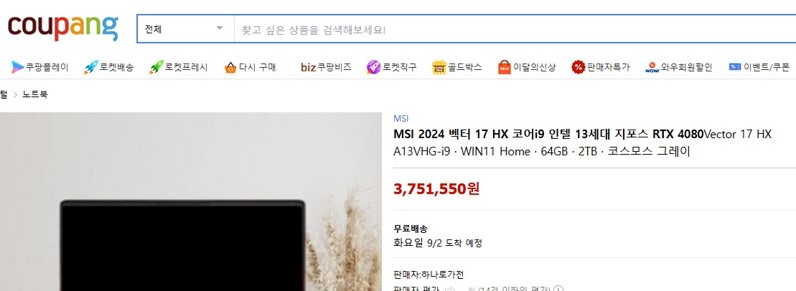 coupang
전체
찾고 싶은 상품을 검색해보세요!
쿠팡플레이 로켓배송 로켓프레시 다시 구매 biz 쿠팡비즈 로켓직구 골드박스 이달의신상 판매자특가 와우회원할인 이벤트/쿠폰
털 > 노트북
MSI
MSI 2024 벡터 17 HX 코어i9 인텔 13세대 지포스 RTX 4080Vector 17 HX
A13VHG-i9 · WIN11 Home · 64GB · 2TB · 코스모스 그레이
3,751,550원
무료배송
화요일 9/2 도착 예정
판매자:하나로가전
판매자 평가